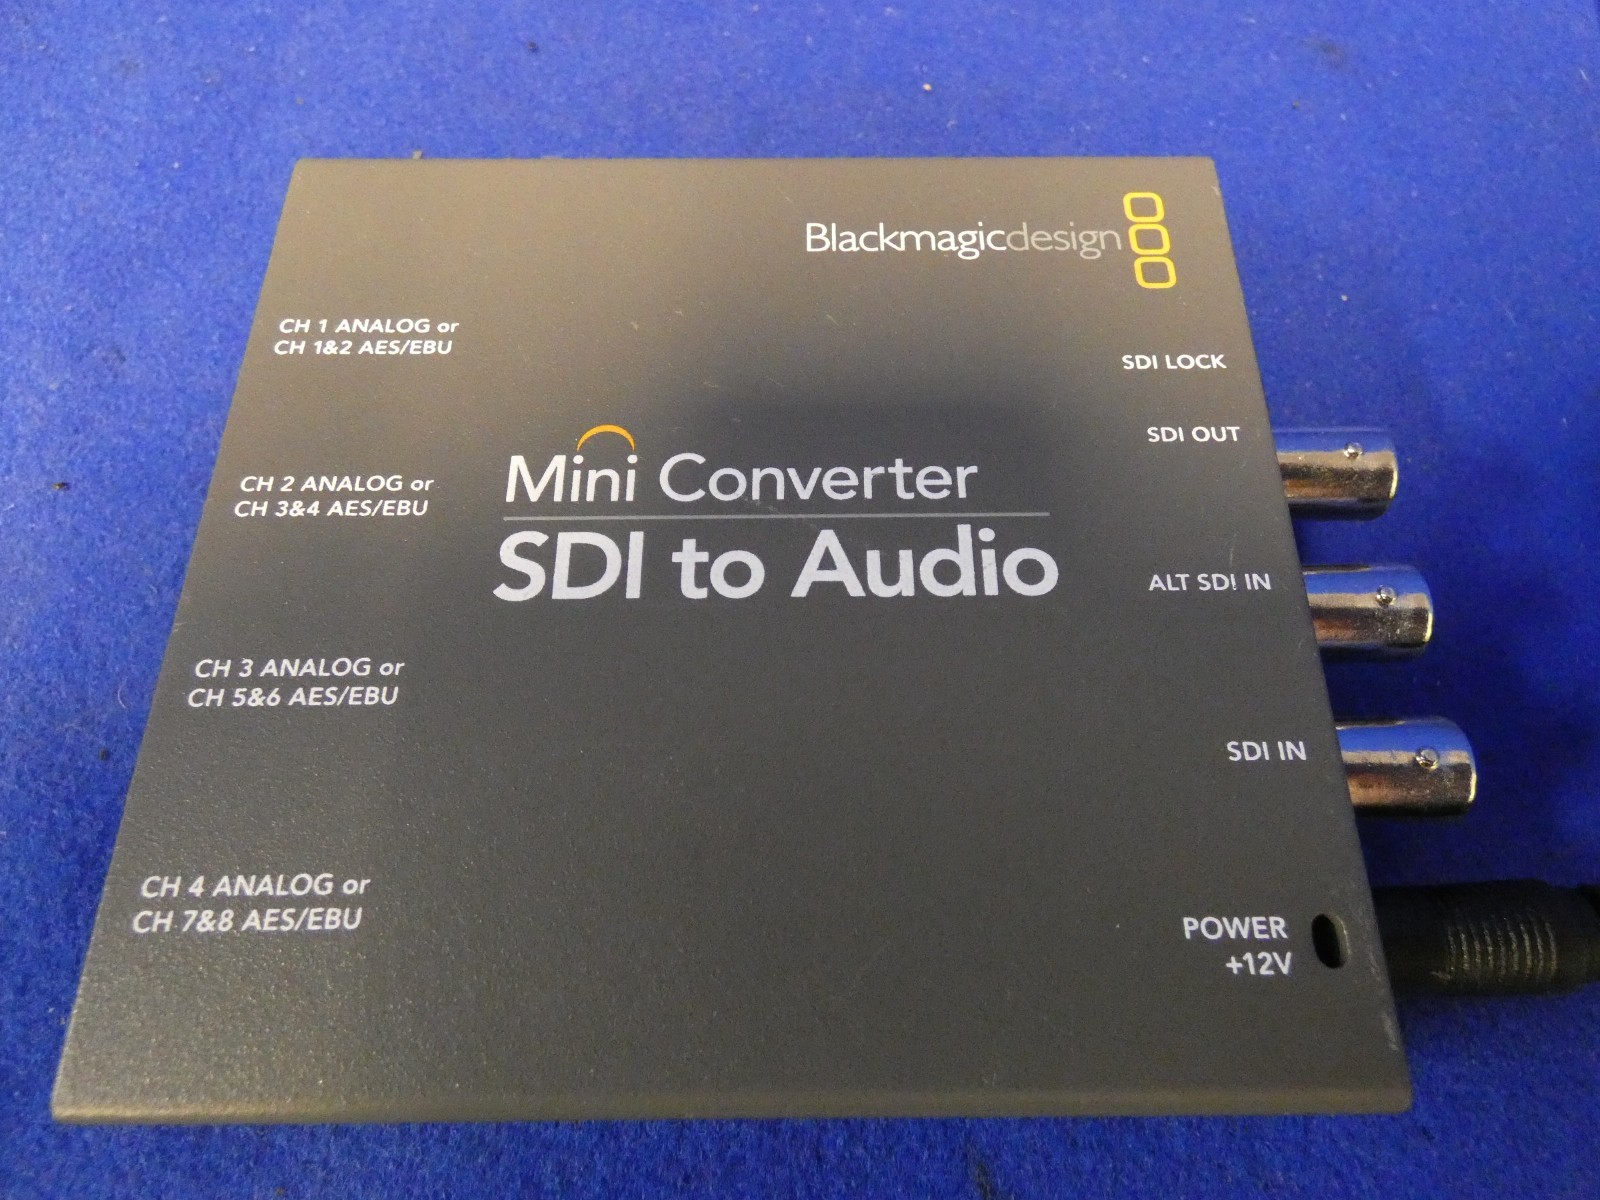 Blackmagicdesign
CH 1 ANALOG or
CH 1&2 AES/EBU
SDI LOCK
SDI OUT
Mini Converter
SDI to Audio
CH 2 ANALOG or
CH 3&4 AES/EBU
ALT SDI IN
CH 3 ANALOG or
CH 5&6 AES/EBU
SDI IN
CH 4 ANALOG or
CH 7&8 AES/EBU
POWER
+12V